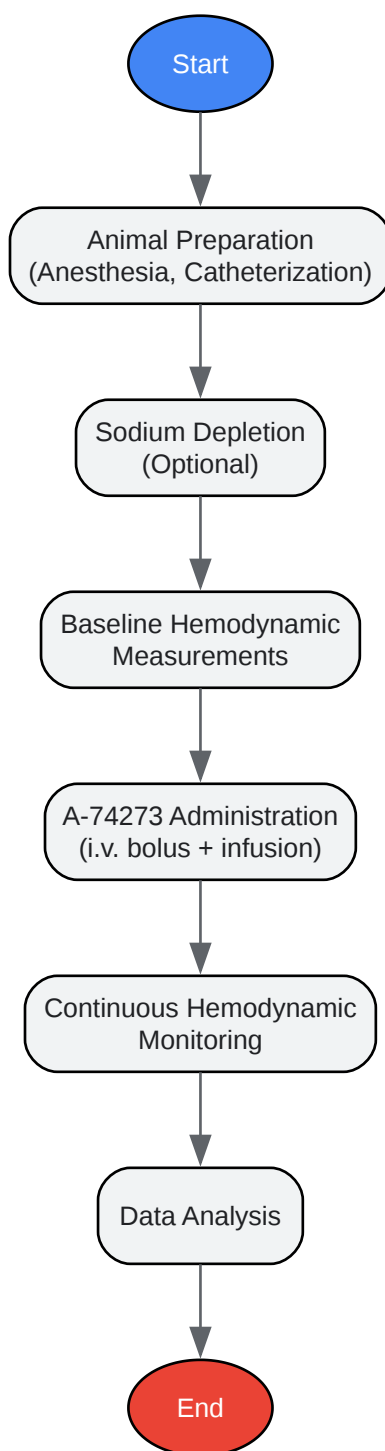 Start
Animal Preparation
(Anesthesia, Catheterization)
Sodium Depletion
(Optional)
Baseline Hemodynamic
Measurements
A-74273 Administration
(i.v. bolus + infusion)
Continuous Hemodynamic
Monitoring
Data Analysis
End